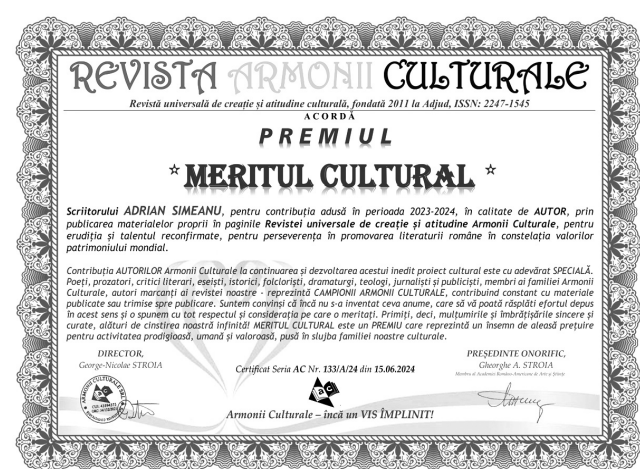 REVISTA ARMONII CULTURALE
Revistă universală de creație și atitudine culturală, fondată 2011 la Adjud, ISSN: 2247-1545
ACORDĂ
PREMIUL
* MERITUL CULTURAL *
Scriitorului ADRIAN SIMEANU, pentru contribuția adusă în perioada 2023-2024, în calitate de AUTOR, prin
publicarea materialelor proprii în paginile Revistei universale de creație și atitudine Armonii Culturale, pentru
erudiția și talentul reconfirmate, pentru perseverența în promovarea literaturii române în constelația valorilor
patrimoniului mondial.
Contribuția AUTORILOR Armonii Culturale la continuarea și dezvoltarea acestui inedit proiect cultural este cu adevărat SPECIALĂ.
Poeți, prozatori, critici literari, eseiști, istorici, folcloriști, dramaturgi, teologi, jurnaliști și publiciști, membri ai familiei Armonii
Culturale, autori marcanți ai revistei noastre - reprezintă CAMPIONII ARMONII CULTURALE, contribuind constant cu materiale
publicate sau trimise spre publicare. Suntem convinși că încă nu s-a inventat ceva anume, care să vă poată răsplăti efortul depus
în acest sens și o spunem cu tot respectul și considerația pe care o meritați. Primiți, deci, mulțumirile și îmbrățișările sincere și
curate, alături de cinstirea noastră infinită! MERITUL CULTURAL este un PREMIU care reprezintă un însemn de aleasă prețuire
pentru activitatea prodigioasă, umană și valoroasă, pusă în slujba familiei noastre culturale.
DIRECTOR,
George-Nicolae STROIA
Certificat Seria AC Nr. 133/A/24 din 15.06.2024
PREȘEDINTE ONORIFIC,
Gheorghe A. STROIA
Membru al Academiei Româno-Americane de Arte și Științe
ac
Armonii Culturale – încă un VIS ÎMPLINIT!